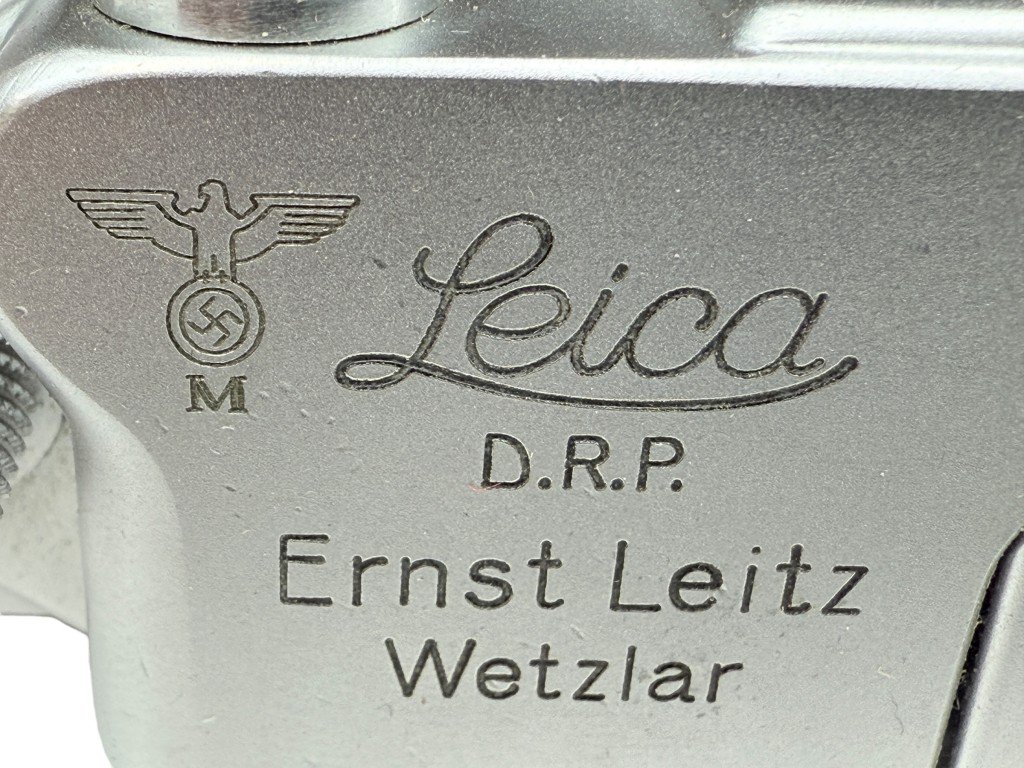 Leica
M
D.R.P.
Ernst Leitz
Wetzlar